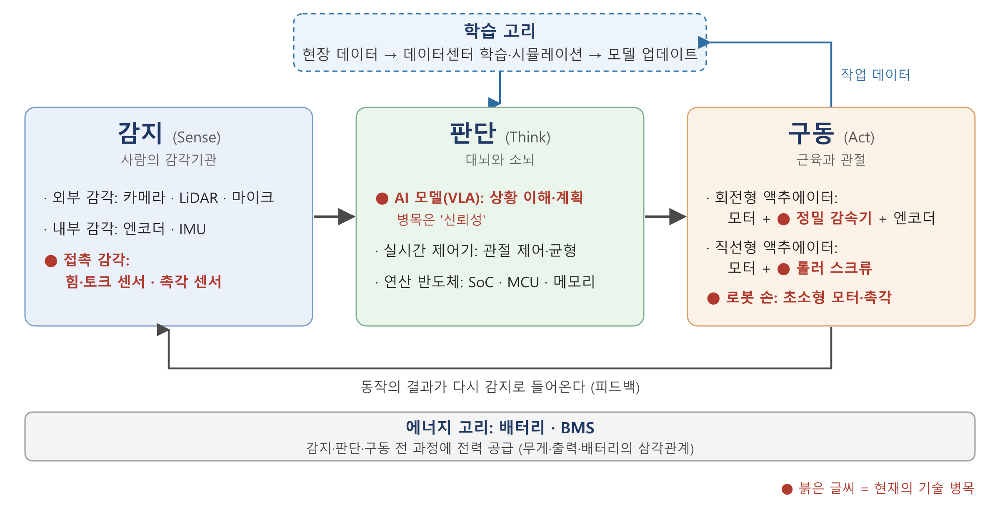 학습 고리
현장 데이터 → 데이터센터 학습·시뮬레이션 → 모델 업데이트
작업 데이터
감지 (Sense)
사람의 감각기관
· 외부 감각: 카메라 · LiDAR · 마이크
· 내부 감각: 엔코더 · IMU
● 접촉 감각:
힘·토크 센서 · 촉각 센서
판단 (Think)
대뇌와 소뇌
● AI 모델(VLA): 상황 이해·계획
병목은 '신뢰성'
· 실시간 제어기: 관절 제어·균형
· 연산 반도체: SoC · MCU · 메모리
구동 (Act)
근육과 관절
· 회전형 액추에이터:
모터 + ● 정밀 감속기 + 엔코더
· 직선형 액추에이터:
모터 + ● 롤러 스크류
● 로봇 손: 초소형 모터·촉각
동작의 결과가 다시 감지로 들어온다 (피드백)
에너지 고리: 배터리 · BMS
감지·판단·구동 전 과정에 전력 공급 (무게·출력·배터리의 삼각관계)
● 붉은 글씨 = 현재의 기술 병목